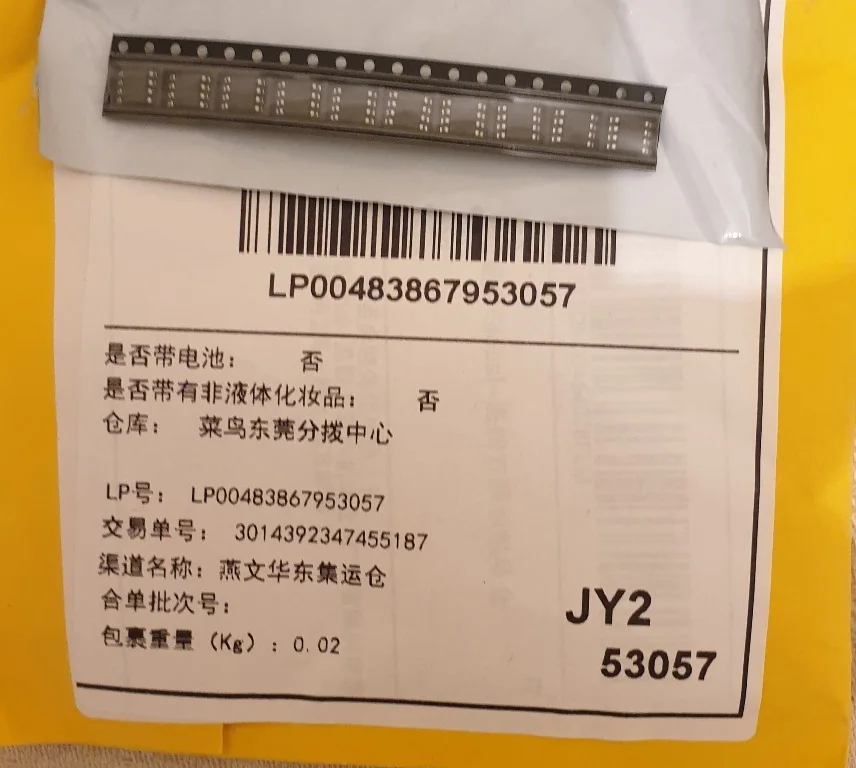 LP00483867953057
是否带电池： 否
是否带有非液体化妆品： 否
仓库： 菜鸟东莞分拨中心
LP号： LP00483867953057
交易单号： 3014392347455187
渠道名称：燕文华东集运仓
合单批次号：
包裹重量（Kg）：0.02
JY2
53057